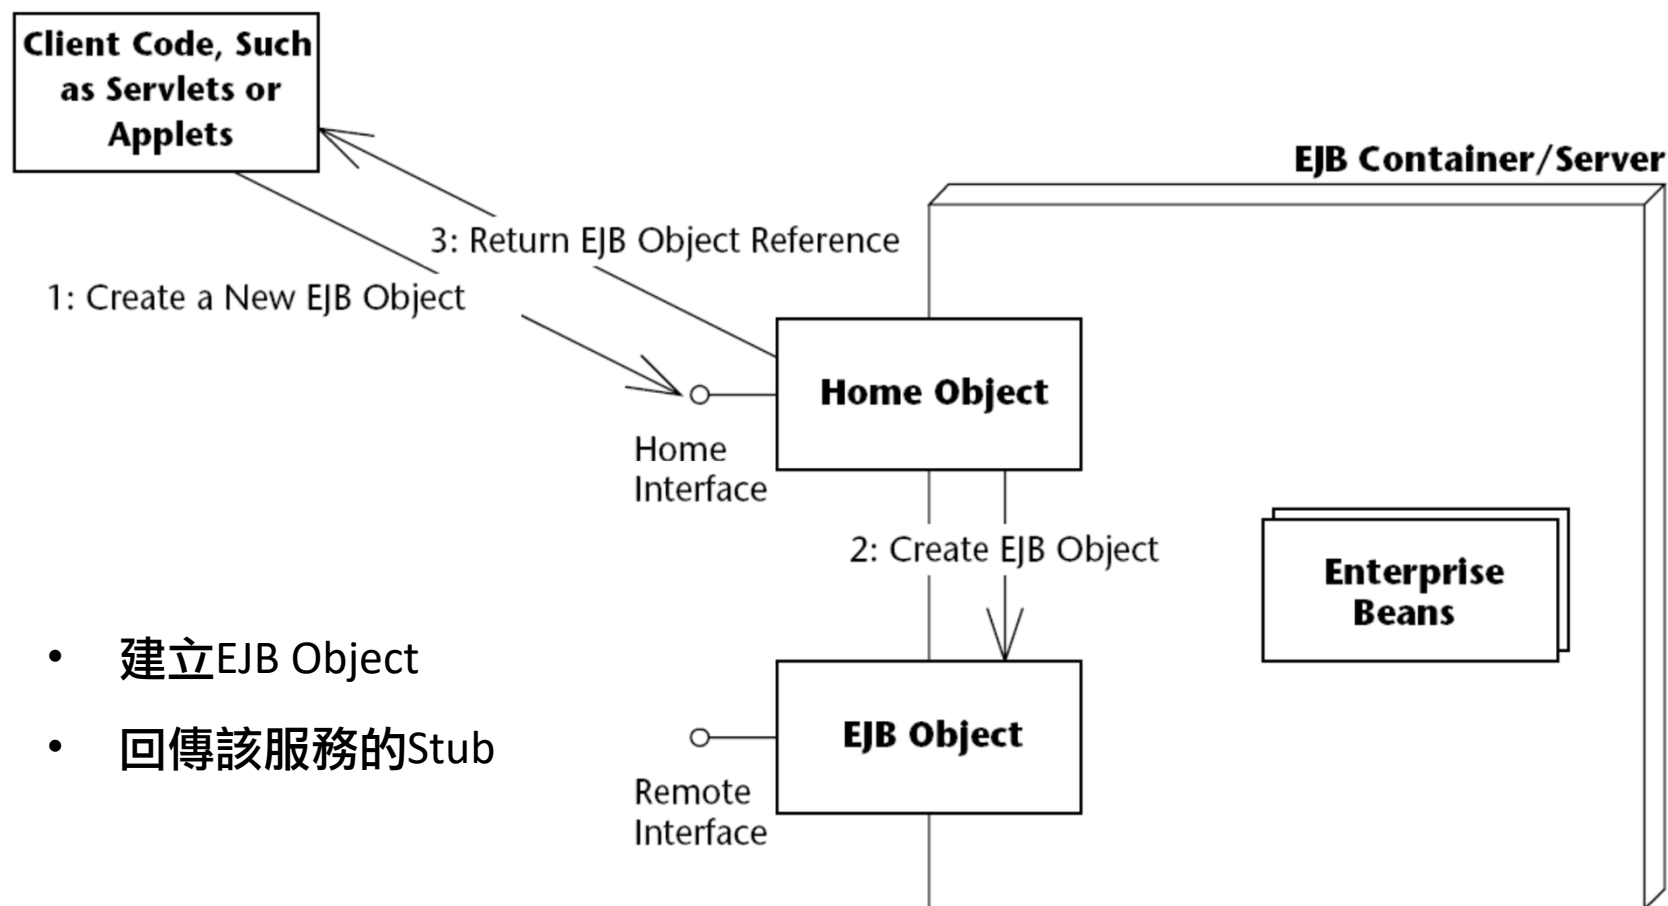 Client Code, Such
as Servlets or
Applets
EJB Container/Server
3: Return EJB Object Reference
1: Create a New EJB Object
Home Object
Home
Interface
2: Create EJB Object
Enterprise
Beans
• 建立EJB Object
• 回傳該服務的Stub
EJB Object
Remote
Interface